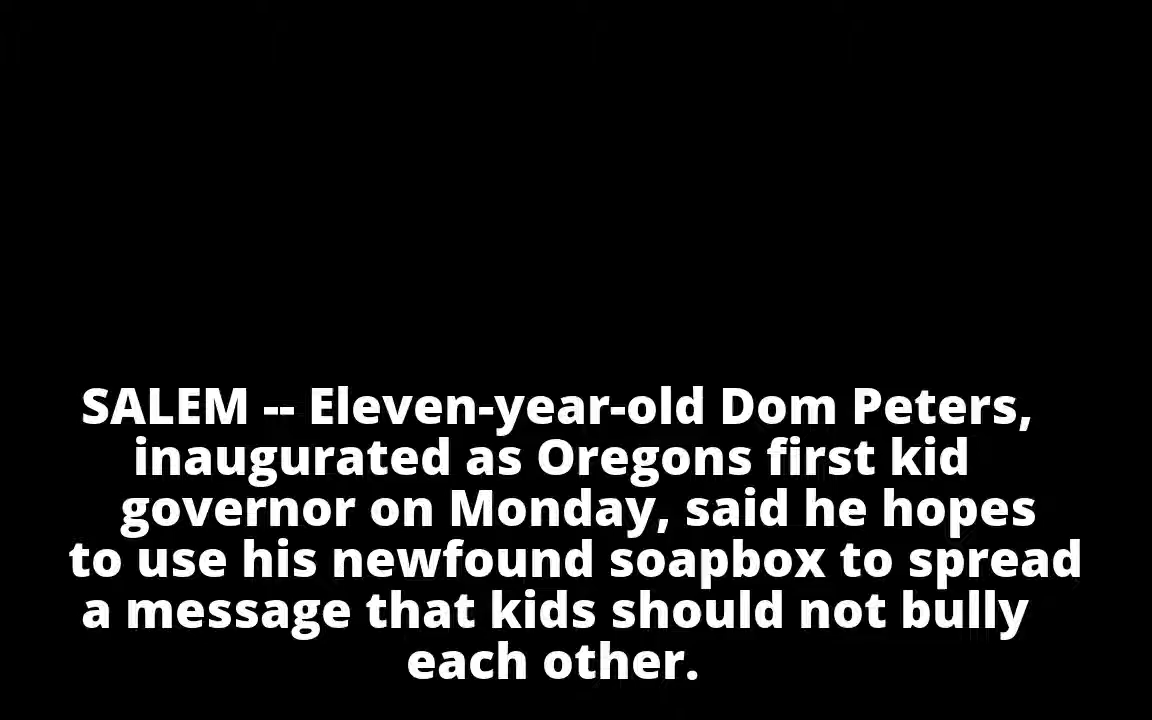 SALEM -- Eleven-year-old Dom Peters,
inaugurated as Oregons first kid
governor on Monday, said he hopes
to use his newfound soapbox to spread
a message that kids should not bully
each other.